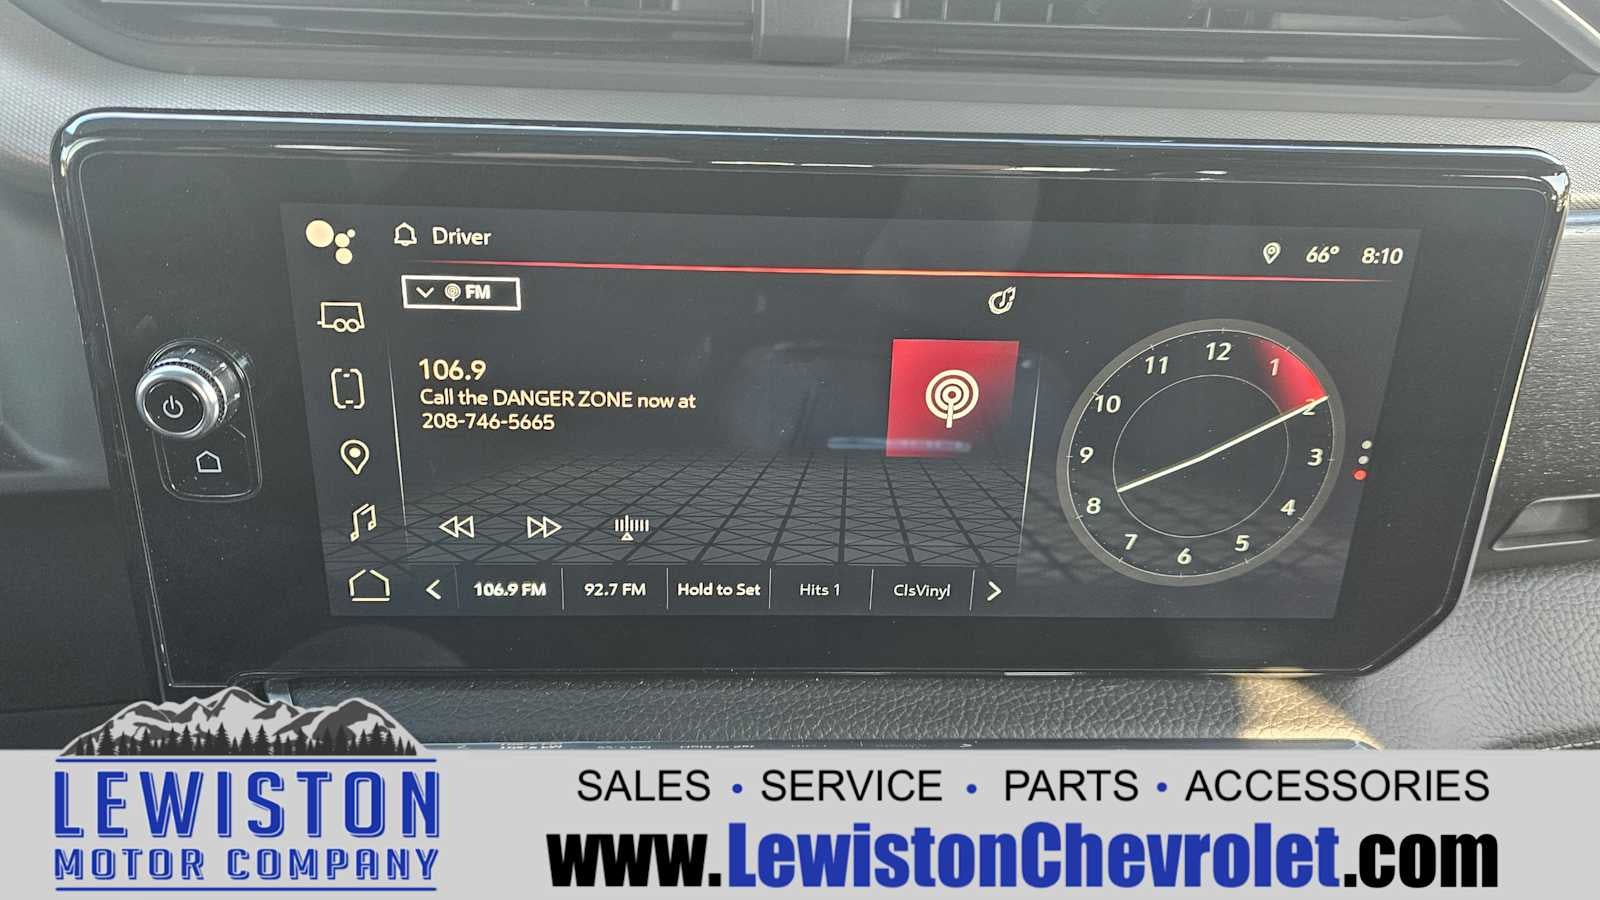 Driver
66° 8:10
FM
106.9
Call the DANGER ZONE now at
208-746-5665
12
1
2
3
4
5
6
7
8
9
10
11
106.9 FM 92.7 FM Hold to Set Hits 1 ClsVinyl
LEWISTON
MOTOR COMPANY
SALES • SERVICE • PARTS • ACCESSORIES
www.LewistonChevrolet.com